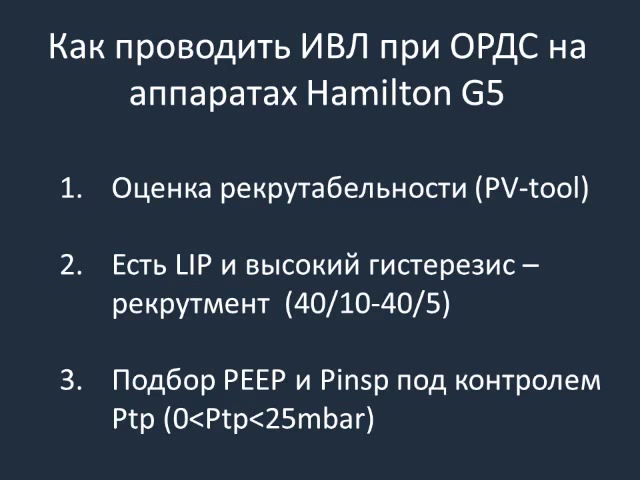 Как проводить ИВЛ при ОРДС на
аппаратах Hamilton G5
1. Оценка рекрутабельности (PV-tool)
2. Есть LIP и высокий гистерезис –
рекрутмент (40/10-40/5)
3. Подбор PEEP и Pinsp под контролем
Ptp (0<Ptp<25mbar)